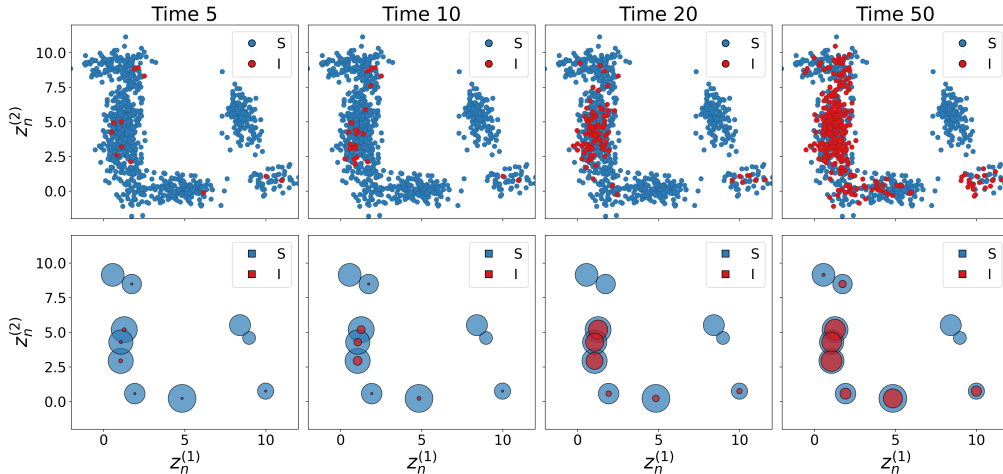 Time 5 Time 10 Time 20 Time 50
10.0
7.5
5.0
2.5
0.0
z_n^{(2)}
S
I
S
I
S
I
S
I
10.0
7.5
5.0
2.5
0.0
z_n^{(2)}
S
I
S
I
S
I
S
I
0 5 10 0 5 10 0 5 10 0 5 10
z_n^{(1)} z_n^{(1)} z_n^{(1)} z_n^{(1)}